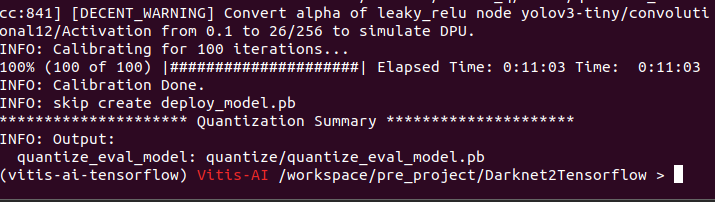 cc:841] [DECENT_WARNING] Convert alpha of leaky_relu node yolov3-tiny/convoluti
onal12/Activation from 0.1 to 26/256 to simulate DPU.
INFO: Calibrating for 100 iterations...
100% (100 of 100) |#####################| Elapsed Time: 0:11:03 Time:  0:11:03
INFO: Calibration Done.
INFO: skip create deploy_model.pb
********************* Quantization Summary *********************
INFO: Output:
  quantize_eval_model: quantize/quantize_eval_model.pb
(vitis-ai-tensorflow) Vitis-AI /workspace/pre_project/Darknet2Tensorflow >